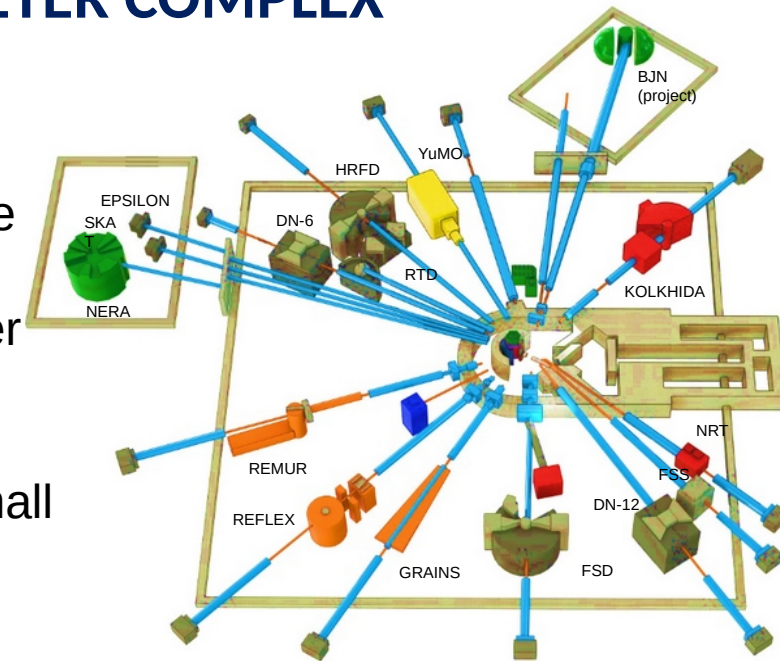 ETER COMPLEX
BJN
(project)
YuMO
HRFD
EPSILON
SKA
T
DN-6
e
RTD
KOLKHIDA
NERA
er
NRT
REMUR
FSS
nall
DN-12
REFLEX
GRAINS
FSD